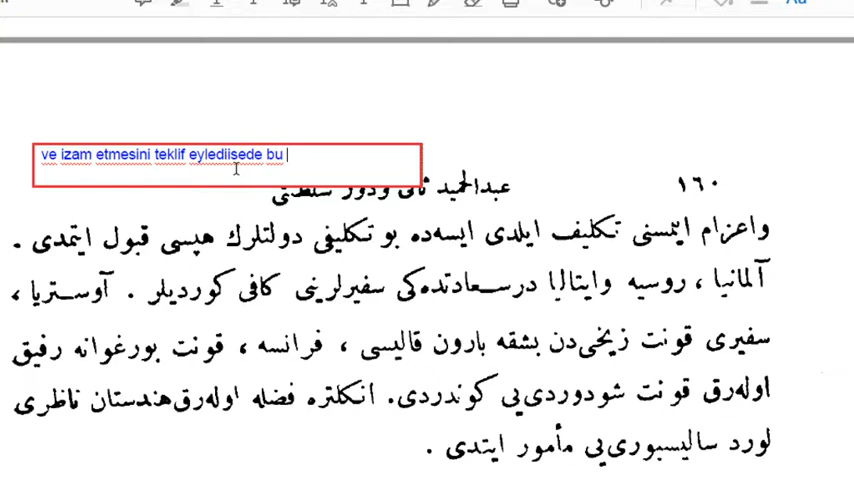 ve izam etmesini teklif eylediisede bu
١٦٠ عبدالحميد ثانى ودور سلطنتى
واعزام ايتمسنى تكليف ايلدى ايسه‌ده بو تكليفى دولتلرك هپسى قبول ايتمدى .
آلمانيا ، روسيه وايتاليا درسعادتده‌كى سفيرلرينى كافى كورديلر . آوستريا ،
سفيرى قونت زيخى‌دن بشقه بارون قاليسى ، فرانسه ، قونت بورغوانه رفيق
اوله‌رق قونت شودوردى‌يى كوندردى. انكلتره فضله اوله‌رق هندستان ناظرى
لورد ساليسبورى‌يى مأمور ايتدى .